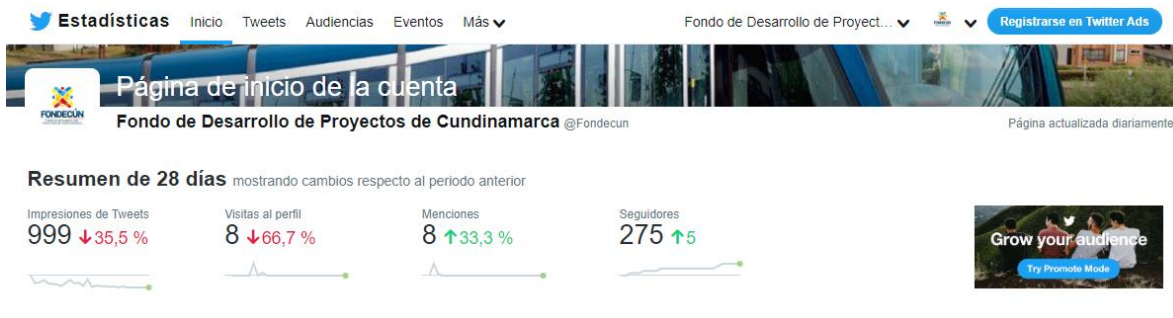 Estadísticas Inicio Tweets Audiencias Eventos Más Fondo de Desarrollo de Proyect... Registrarse en Twitter Ads
Página de inicio de la cuenta
FONDECÚN
Fondo de Desarrollo de Proyectos de Cundinamarca @Fondecun Página actualizada diariamente
Resumen de 28 días mostrando cambios respecto al periodo anterior
Impresiones de Tweets Visitas al perfil Menciones Seguidores
999 ↓35,5 % 8 ↓66,7 % 8 ↑33,3 % 275 ↑5
Grow your audience
Try Promote Mode